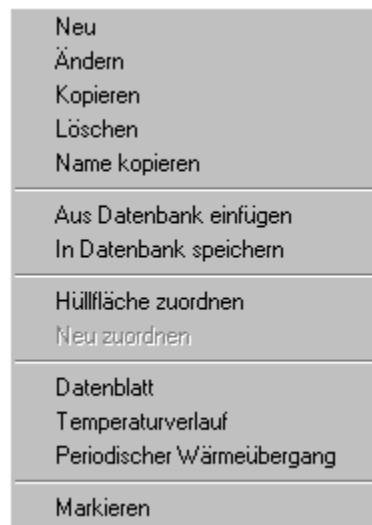 Neu
Ändern
Kopieren
Löschen
Name kopieren
Aus Datenbank einfügen
In Datenbank speichern
Hüllfläche zuordnen
Neu zuordnen
Datenblatt
Temperaturverlauf
Periodischer Wärmeübergang
Markieren